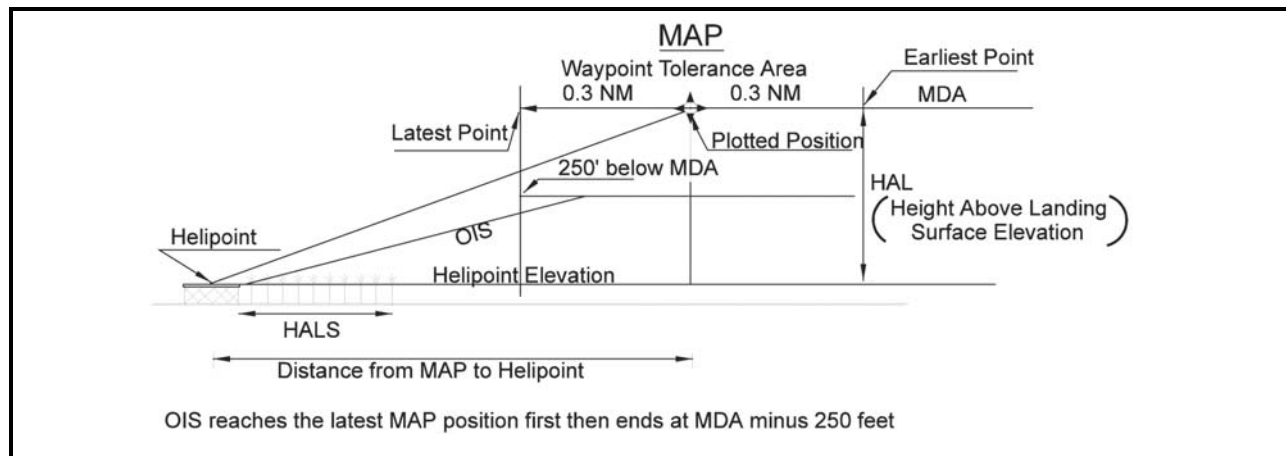 MAP
Waypoint Tolerance Area
Earliest Point
0.3 NM
0.3 NM
MDA
Latest Point
Plotted Position
250' below MDA
HAL
(Height Above Landing
Surface Elevation)
Helipoint
OIS
Helipoint Elevation
HALS
Distance from MAP to Helipoint
OIS reaches the latest MAP position first then ends at MDA minus 250 feet